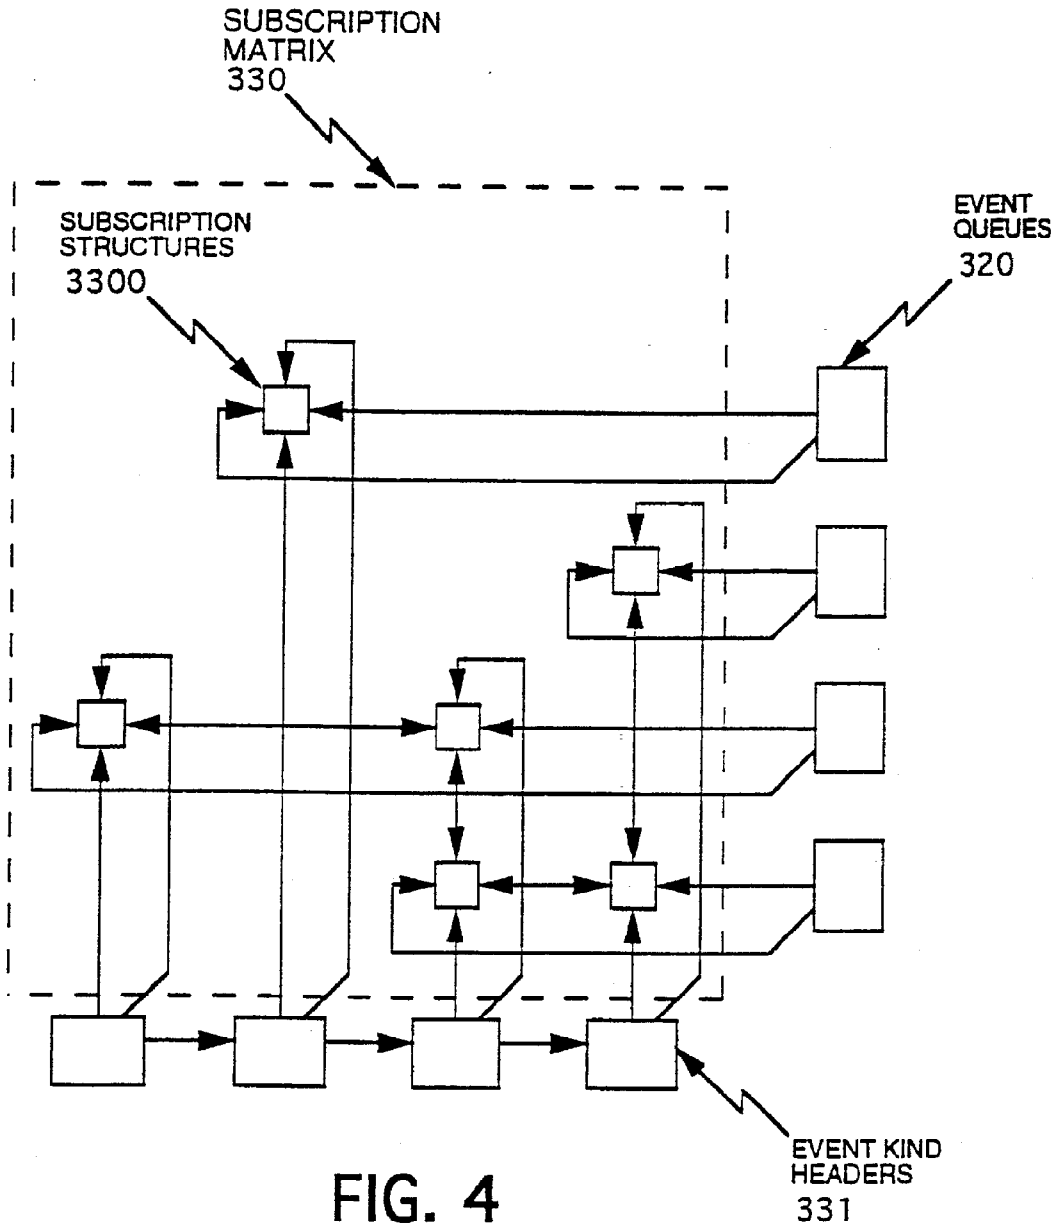 SUBSCRIPTION
MATRIX
330
SUBSCRIPTION
STRUCTURES
3300
EVENT
QUEUES
320
EVENT KIND
HEADERS
331
FIG. 4